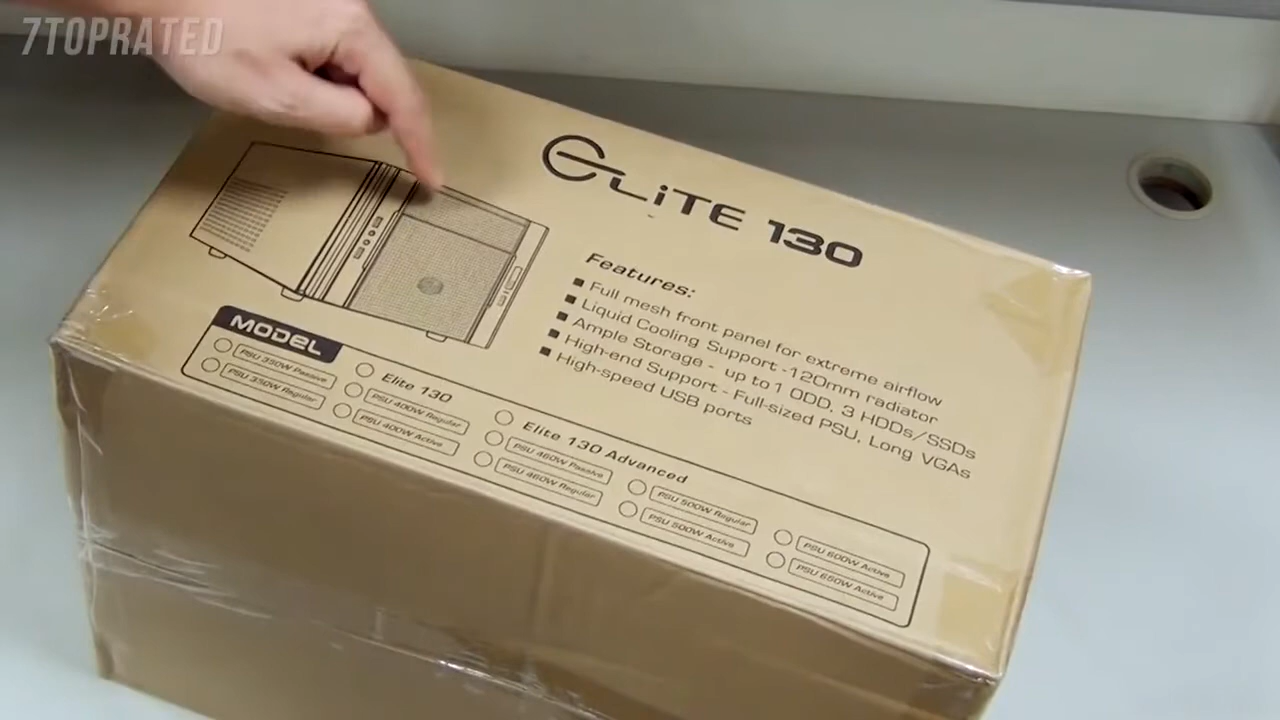 7TOPRATED
ELiTE 130
Features:
Full mesh front panel for extreme airflow
Liquid Cooling Support -120mm radiator
Ample Storage - up to 1 ODD, 3 HDDs/SSDs
High-end Support - Full-sized PSU, Long VGAs
High-speed USB ports
MODEL
PSU 350W Passive
PSU 350W Regular
Elite 130
PSU 400W Regular
PSU 400W Active
Elite 130 Advanced
PSU 460W Passive
PSU 460W Regular
PSU 500W Regular
PSU 500W Active
PSU 600W Active
PSU 650W Active